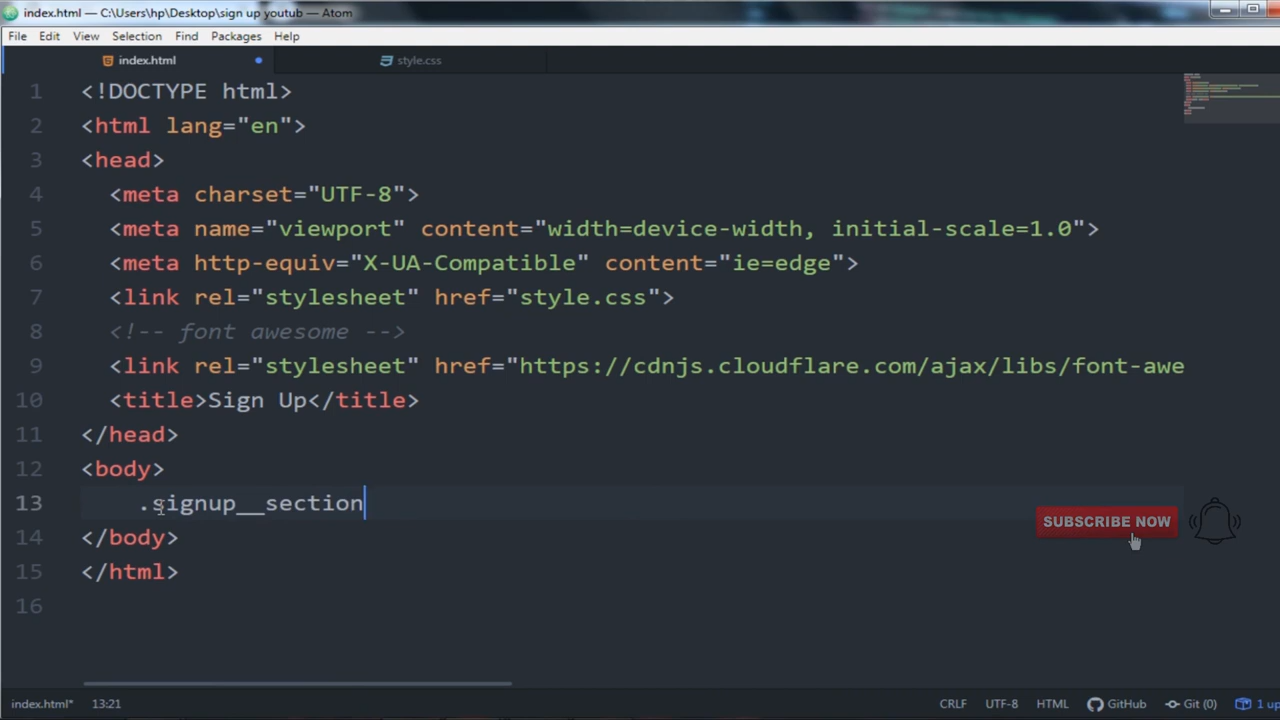 index.html — C:\Users\hp\Desktop\sign up youtub — Atom
File Edit View Selection Find Packages Help
index.html style.css
1 <!DOCTYPE html>
2 <html lang="en">
3 <head>
4 <meta charset="UTF-8">
5 <meta name="viewport" content="width=device-width, initial-scale=1.0">
6 <meta http-equiv="X-UA-Compatible" content="ie=edge">
7 <link rel="stylesheet" href="style.css">
8 <!-- font awesome -->
9 <link rel="stylesheet" href="https://cdnjs.cloudflare.com/ajax/libs/font-awe
10 <title>Sign Up</title>
11 </head>
12 <body>
13 .signup__section
SUBSCRIBE NOW
14 </body>
15 </html>
16
index.html* 13:21 CRLF UTF-8 HTML GitHub Git (0) 1 up